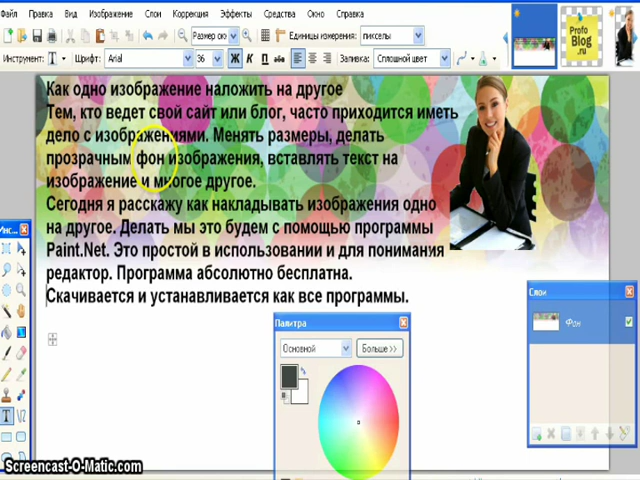 Файл Правка Вид Изображение Слои Коррекция Эффекты Средства Окно Справка
Размер ок Единицы измерения: пикселы
Инструмент: Шрифт: Arial 36 Ж К П абв Заливка: Сплошной цвет
Profo
Blog
.ru
Как одно изображение наложить на другое
Тем, кто ведет свой сайт или блог, часто приходится иметь
дело с изображениями. Менять размеры, делать
прозрачным фон изображения, вставлять текст на
изображение и многое другое.
Сегодня я расскажу как накладывать изображения одно
на другое. Делать мы это будем с помощью программы
Paint.Net. Это простой в использовании и для понимания
редактор. Программа абсолютно бесплатна.
Скачивается и устанавливается как все программы.
Инс...
Слои
Фон
Палитра
Основной Больше >>
Screencast-O-Matic.com